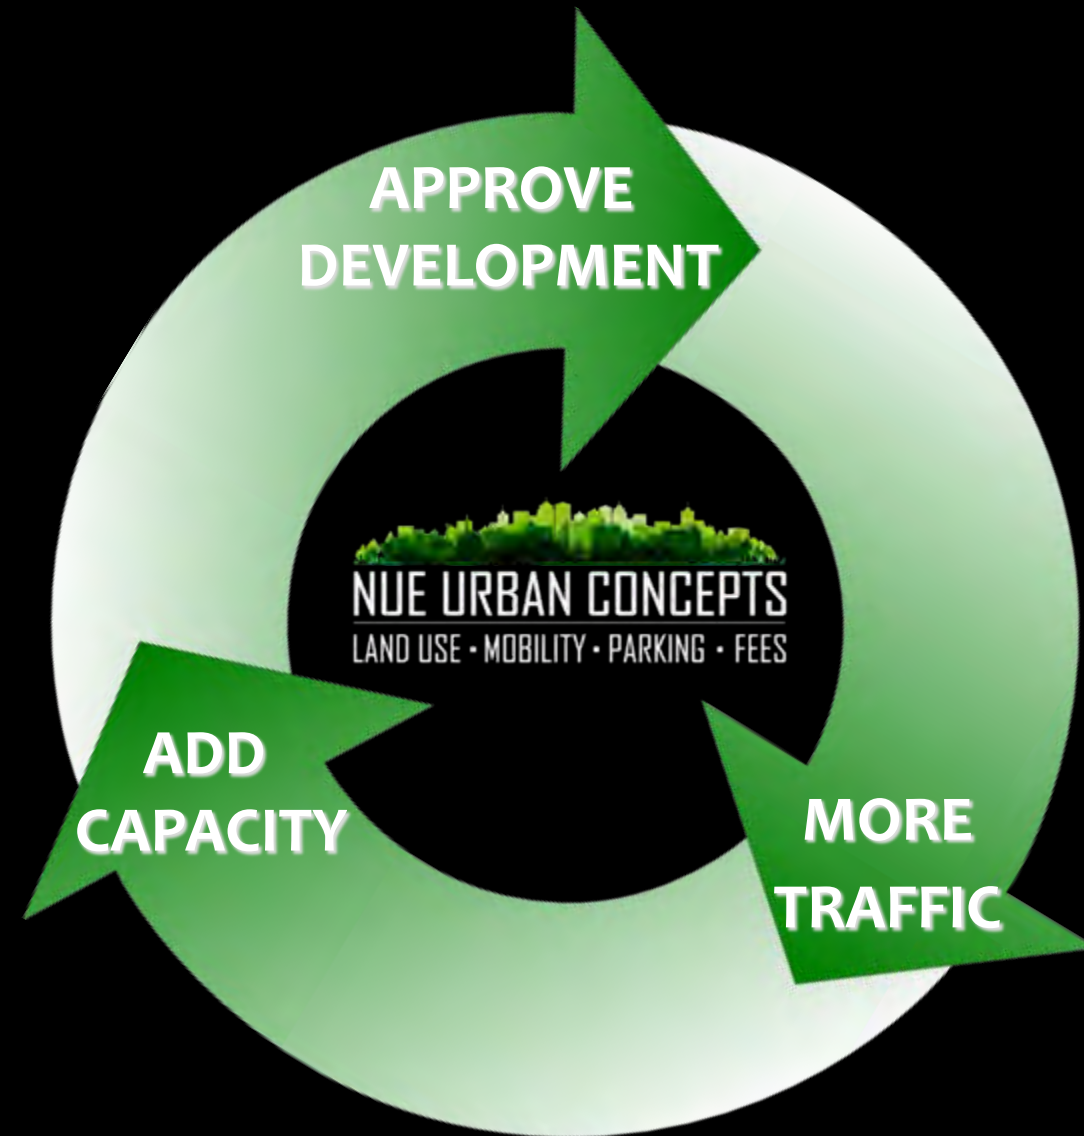 APPROVE
DEVELOPMENT
NUE URBAN CONCEPTS
LAND USE • MOBILITY • PARKING • FEES
ADD
CAPACITY
MORE
TRAFFIC